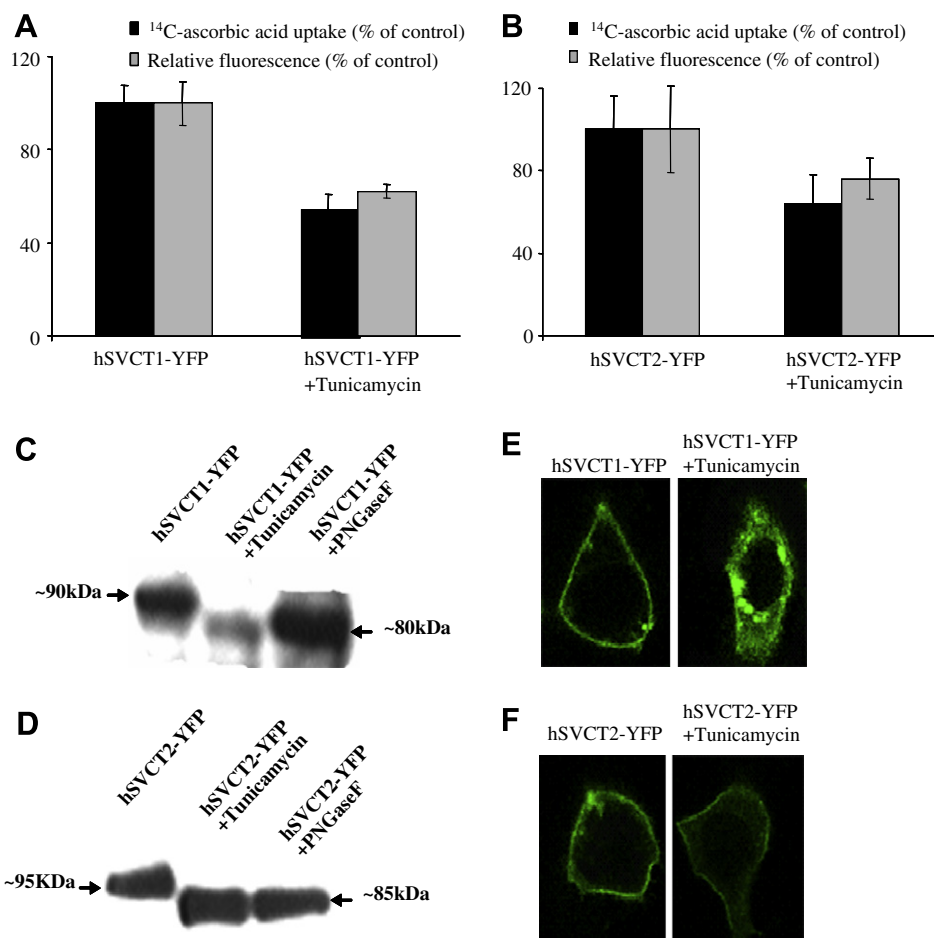 A
¹⁴C-ascorbic acid uptake (% of control)
Relative fluorescence (% of control)
120
80
40
0
hSVCT1-YFP
hSVCT1-YFP
+Tunicamycin
B
¹⁴C-ascorbic acid uptake (% of control)
Relative fluorescence (% of control)
120
80
40
0
hSVCT2-YFP
hSVCT2-YFP
+Tunicamycin
C
hSVCT1-YFP
hSVCT1-YFP
+Tunicamycin
hSVCT1-YFP
+PNGaseF
~90kDa
~80kDa
D
hSVCT2-YFP
hSVCT2-YFP
+Tunicamycin
hSVCT2-YFP
+PNGaseF
~95KDa
~85kDa
E
hSVCT1-YFP
hSVCT1-YFP
+Tunicamycin
F
hSVCT2-YFP
hSVCT2-YFP
+Tunicamycin